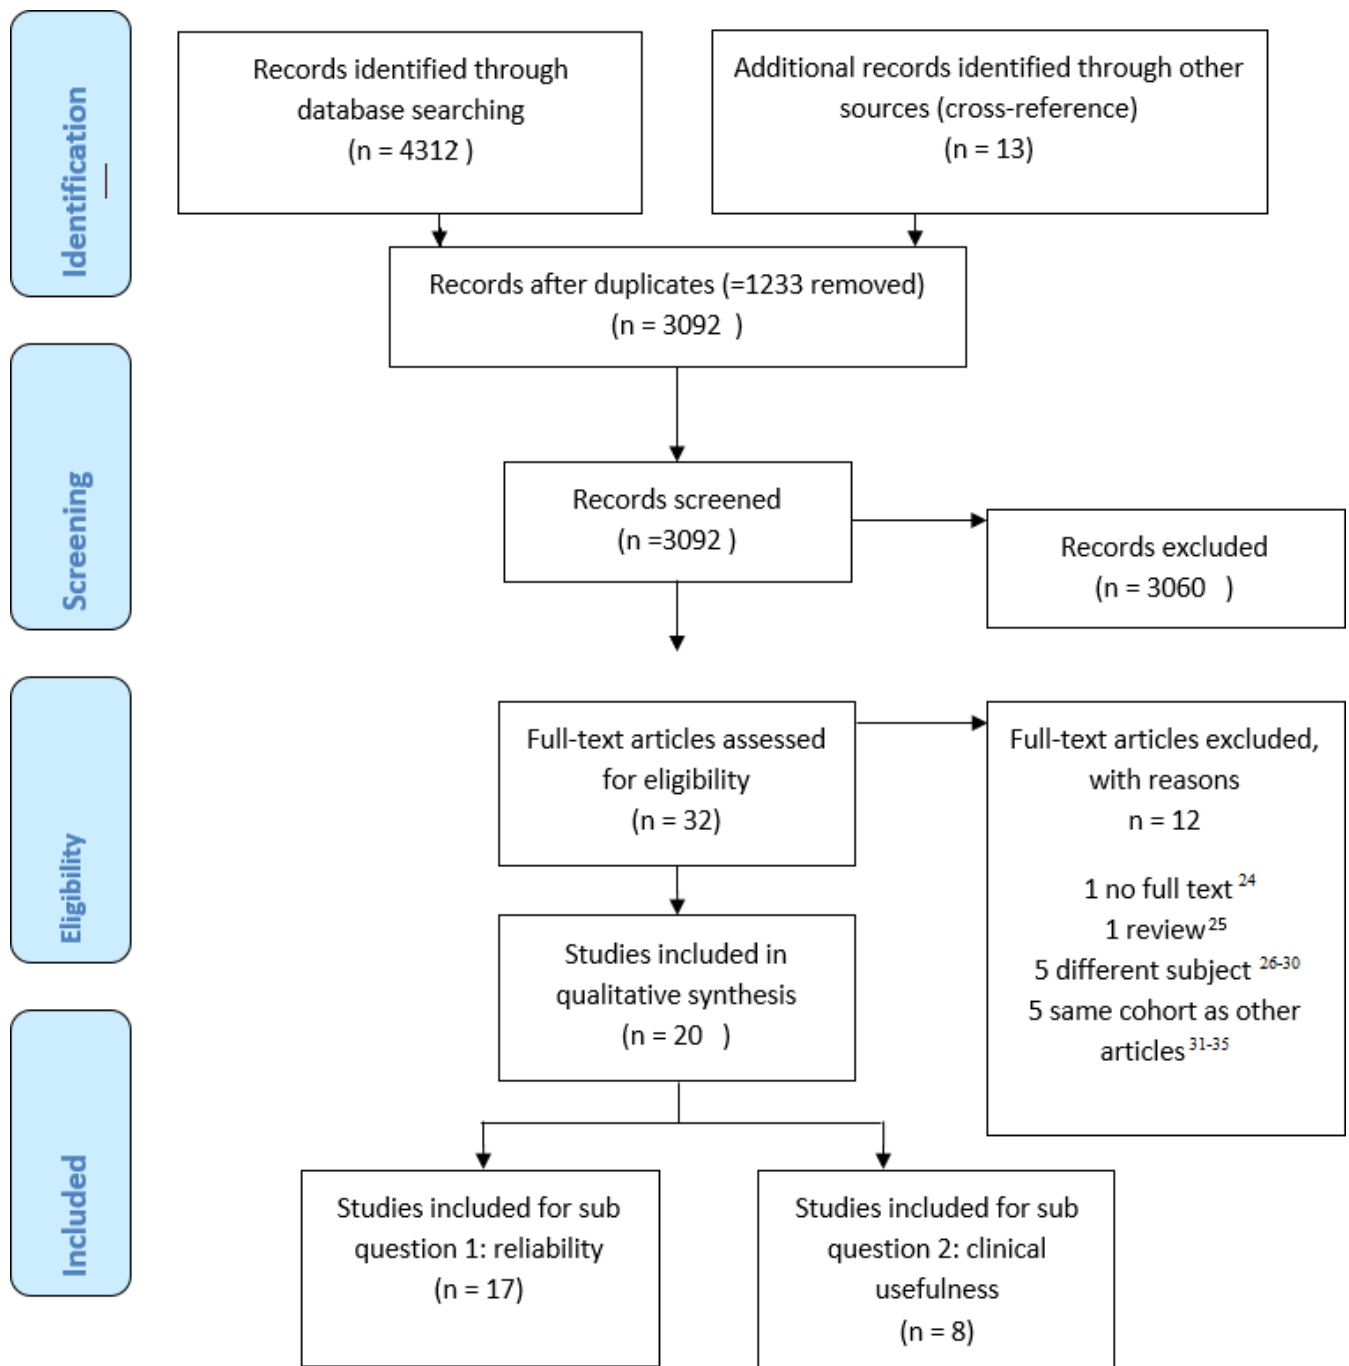 Identification
Records identified through
database searching
(n = 4312 )
Additional records identified through other
sources (cross-reference)
(n = 13)
Records after duplicates (=1233 removed)
(n = 3092 )
Screening
Records screened
(n =3092 )
Records excluded
(n = 3060 )
Eligibility
Full-text articles assessed
for eligibility
(n = 32)
Full-text articles excluded,
with reasons
n = 12
1 no full text 24
1 review25
5 different subject 26-30
5 same cohort as other
articles 31-35
Studies included in
qualitative synthesis
(n = 20 )
Included
Studies included for sub
question 1: reliability
(n = 17)
Studies included for sub
question 2: clinical
usefulness
(n = 8)